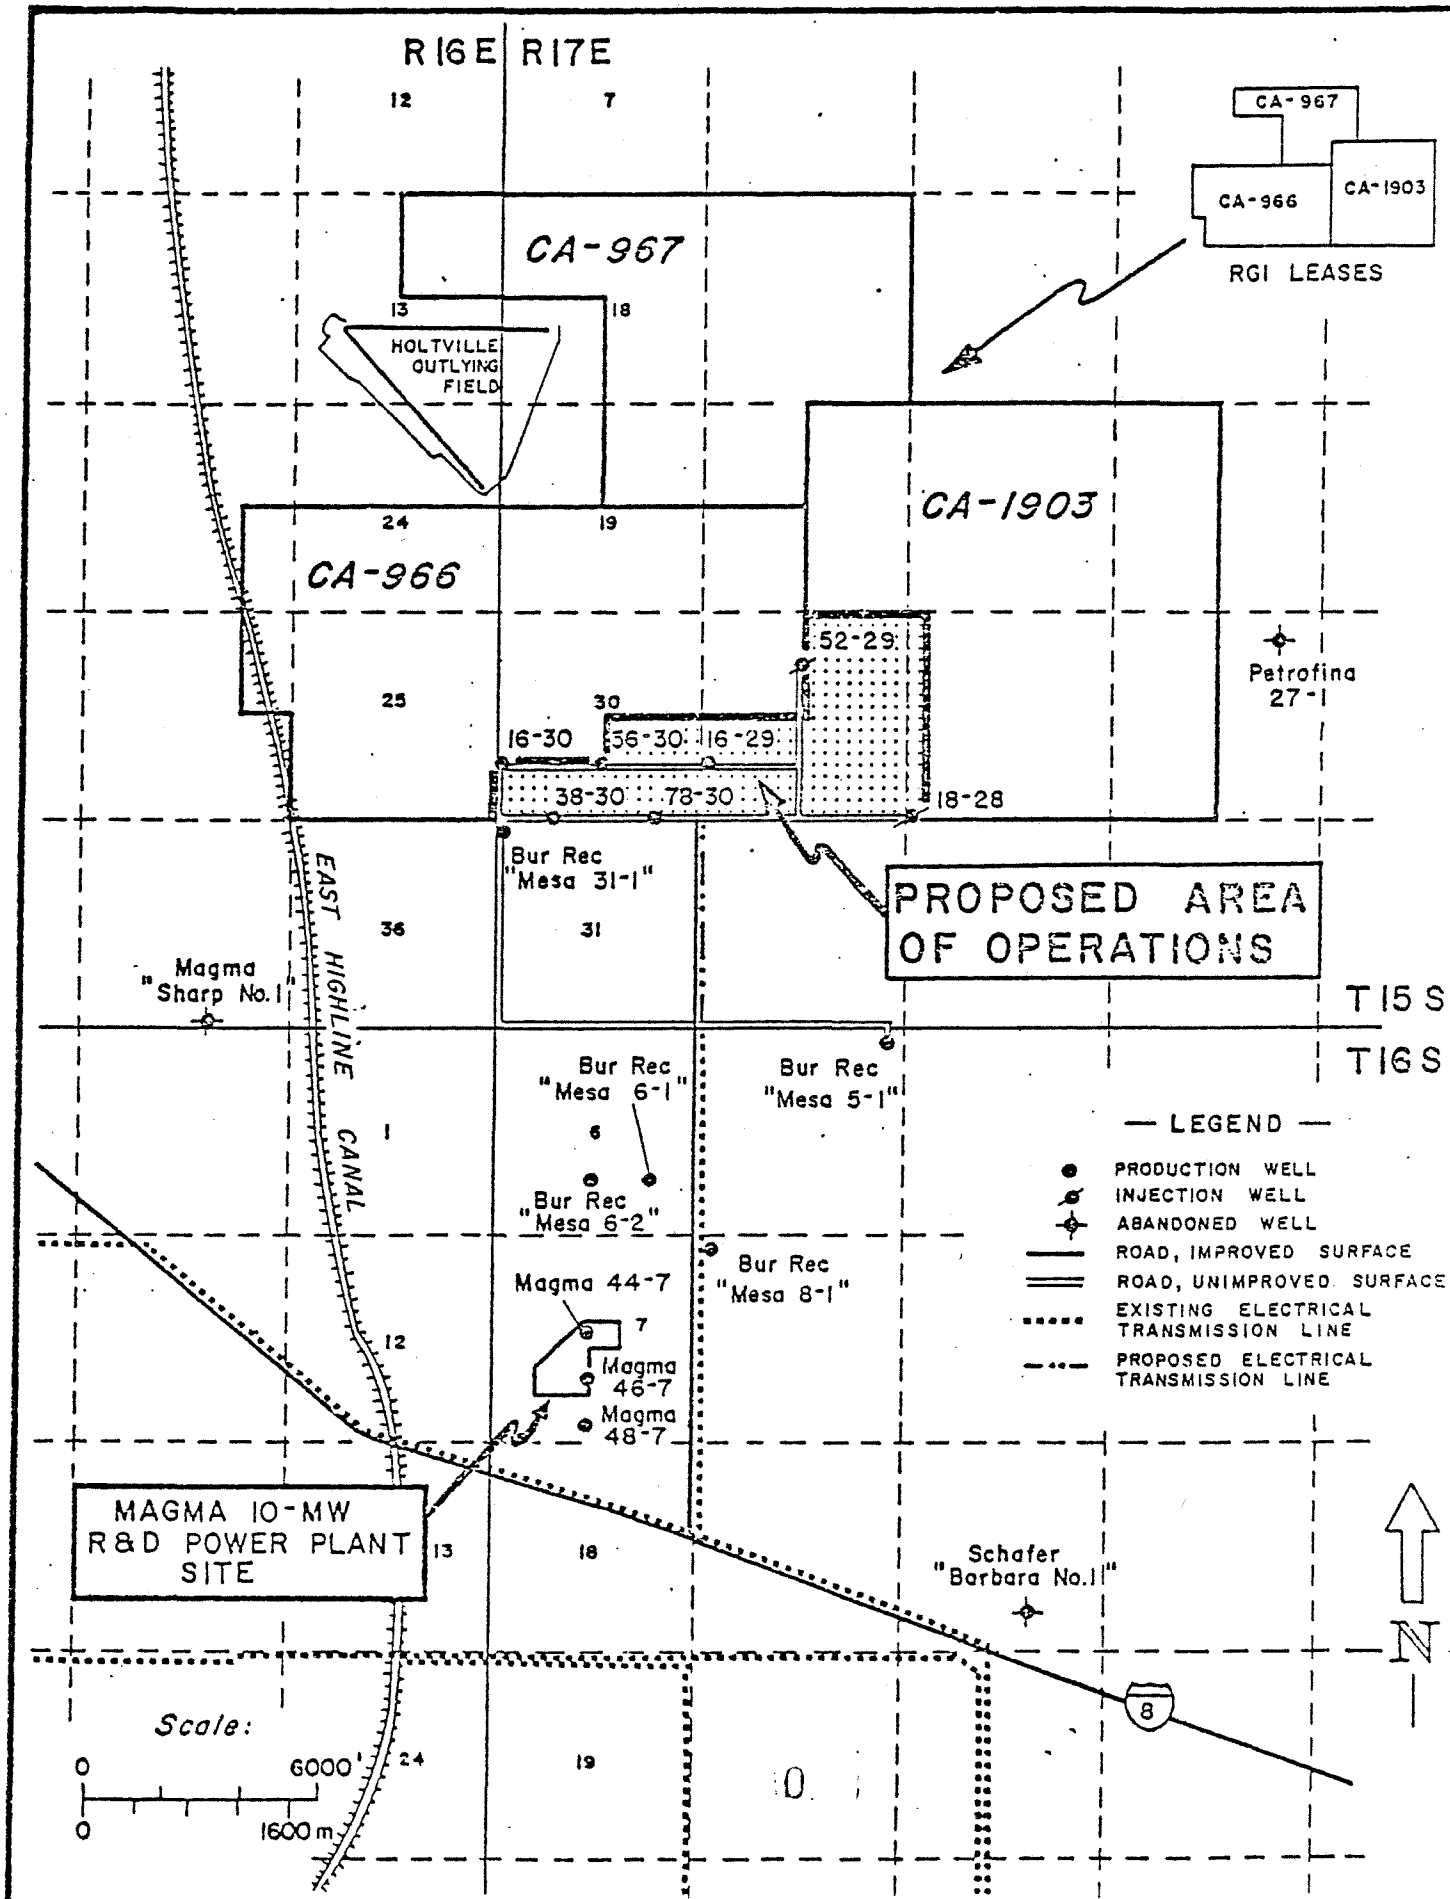 R16E R17E
12
7
CA-967
CA-966
CA-1903
RGI LEASES
CA-967
13
18
HOLTVILLE
OUTLYING
FIELD
CA-1903
24
19
CA-966
52-29
Petrofina
27-
25
30
16-30
56-30
16-29
38-30
78-30
18-28
Bur Rec
"Mesa 31-1"
EAST HIGHLINE CANAL
PROPOSED AREA
OF OPERATIONS
36
31
Magma
"Sharp No.1"
T15S
T16S
Bur Rec
"Mesa 6-1"
Bur Rec
"Mesa 5-1"
1
6
Bur Rec
"Mesa 6-2"
— LEGEND —
PRODUCTION WELL
INJECTION WELL
ABANDONED WELL
ROAD, IMPROVED SURFACE
ROAD, UNIMPROVED SURFACE
EXISTING ELECTRICAL
TRANSMISSION LINE
PROPOSED ELECTRICAL
TRANSMISSION LINE
Bur Rec
"Mesa 8-1"
Magma 44-7
12
7
Magma
46-7
Magma
48-7
MAGMA 10-MW
R&D POWER PLANT
SITE
13
18
Schafer
"Barbara No.1"
N
8
Scale:
0 6000'
0 1600 m
24
19
0